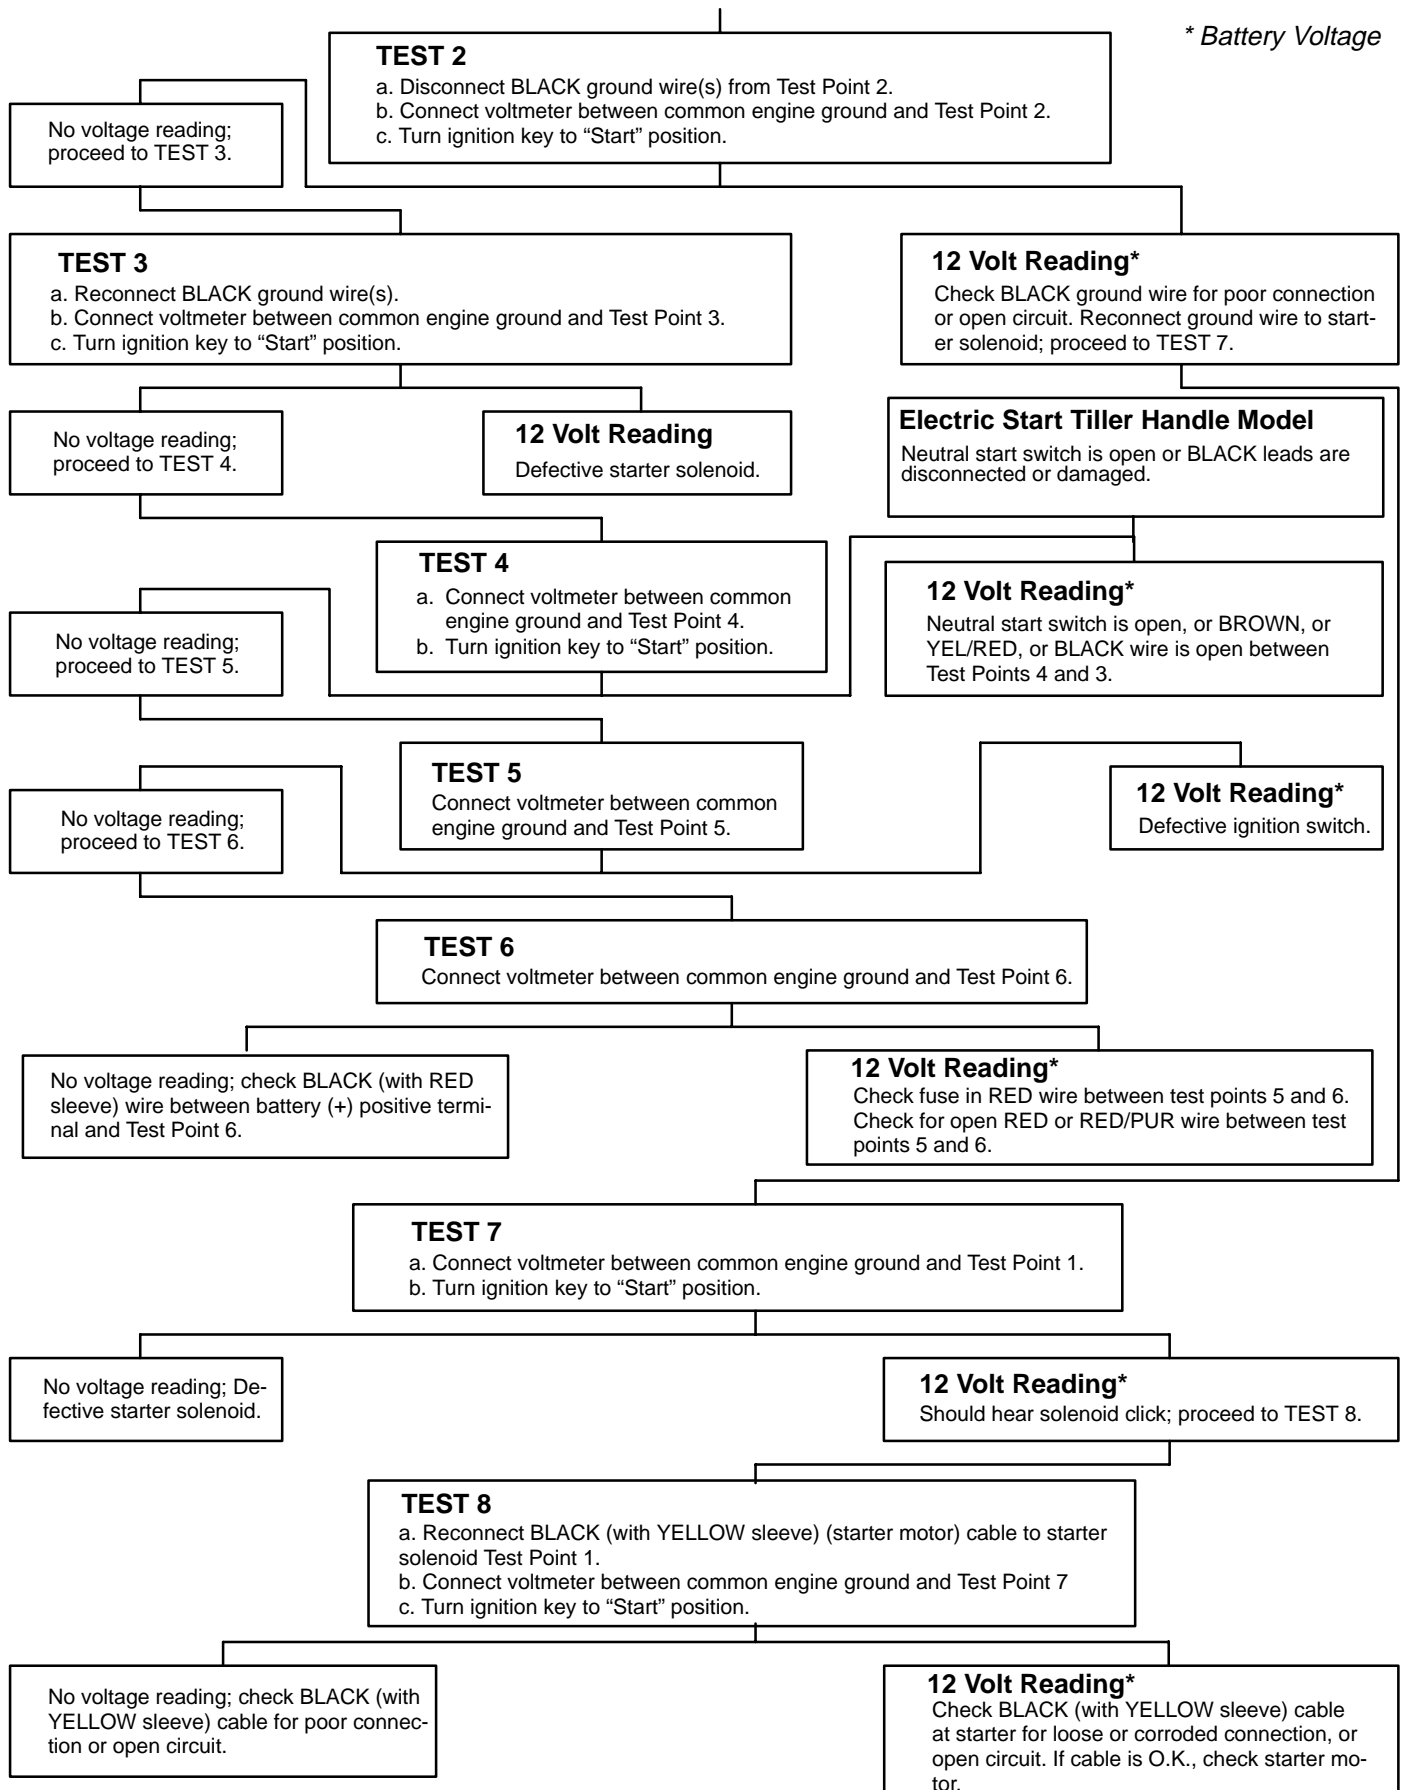 * Battery Voltage
TEST 2
a. Disconnect BLACK ground wire(s) from Test Point 2.
b. Connect voltmeter between common engine ground and Test Point 2.
c. Turn ignition key to “Start” position.
No voltage reading;
proceed to TEST 3.
TEST 3
a. Reconnect BLACK ground wire(s).
b. Connect voltmeter between common engine ground and Test Point 3.
c. Turn ignition key to “Start” position.
12 Volt Reading*
Check BLACK ground wire for poor connection
or open circuit. Reconnect ground wire to start-
er solenoid; proceed to TEST 7.
No voltage reading;
proceed to TEST 4.
12 Volt Reading
Defective starter solenoid.
Electric Start Tiller Handle Model
Neutral start switch is open or BLACK leads are
disconnected or damaged.
TEST 4
a. Connect voltmeter between common
engine ground and Test Point 4.
b. Turn ignition key to “Start” position.
12 Volt Reading*
Neutral start switch is open, or BROWN, or
YEL/RED, or BLACK wire is open between
Test Points 4 and 3.
No voltage reading;
proceed to TEST 5.
TEST 5
Connect voltmeter between common
engine ground and Test Point 5.
12 Volt Reading*
Defective ignition switch.
No voltage reading;
proceed to TEST 6.
TEST 6
Connect voltmeter between common engine ground and Test Point 6.
No voltage reading; check BLACK (with RED
sleeve) wire between battery (+) positive termi-
nal and Test Point 6.
12 Volt Reading*
Check fuse in RED wire between test points 5 and 6.
Check for open RED or RED/PUR wire between test
points 5 and 6.
TEST 7
a. Connect voltmeter between common engine ground and Test Point 1.
b. Turn ignition key to “Start” position.
No voltage reading; De-
fective starter solenoid.
12 Volt Reading*
Should hear solenoid click; proceed to TEST 8.
TEST 8
a. Reconnect BLACK (with YELLOW sleeve) (starter motor) cable to starter
solenoid Test Point 1.
b. Connect voltmeter between common engine ground and Test Point 7
c. Turn ignition key to “Start” position.
No voltage reading; check BLACK (with
YELLOW sleeve) cable for poor connec-
tion or open circuit.
12 Volt Reading*
Check BLACK (with YELLOW sleeve) cable
at starter for loose or corroded connection, or
open circuit. If cable is O.K., check starter mo-
tor.